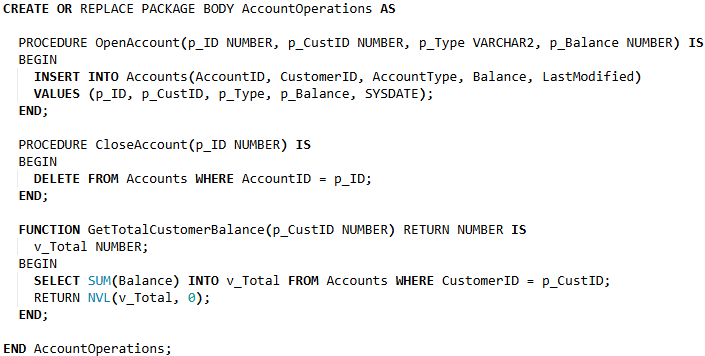 CREATE OR REPLACE PACKAGE BODY AccountOperations AS
PROCEDURE OpenAccount(p_ID NUMBER, p_CustID NUMBER, p_Type VARCHAR2, p_Balance NUMBER) IS
BEGIN
INSERT INTO Accounts(AccountID, CustomerID, AccountType, Balance, LastModified)
VALUES (p_ID, p_CustID, p_Type, p_Balance, SYSDATE);
END;
PROCEDURE CloseAccount(p_ID NUMBER) IS
BEGIN
DELETE FROM Accounts WHERE AccountID = p_ID;
END;
FUNCTION GetTotalCustomerBalance(p_CustID NUMBER) RETURN NUMBER IS
v_Total NUMBER;
BEGIN
SELECT SUM(Balance) INTO v_Total FROM Accounts WHERE CustomerID = p_CustID;
RETURN NVL(v_Total, 0);
END;
END AccountOperations;